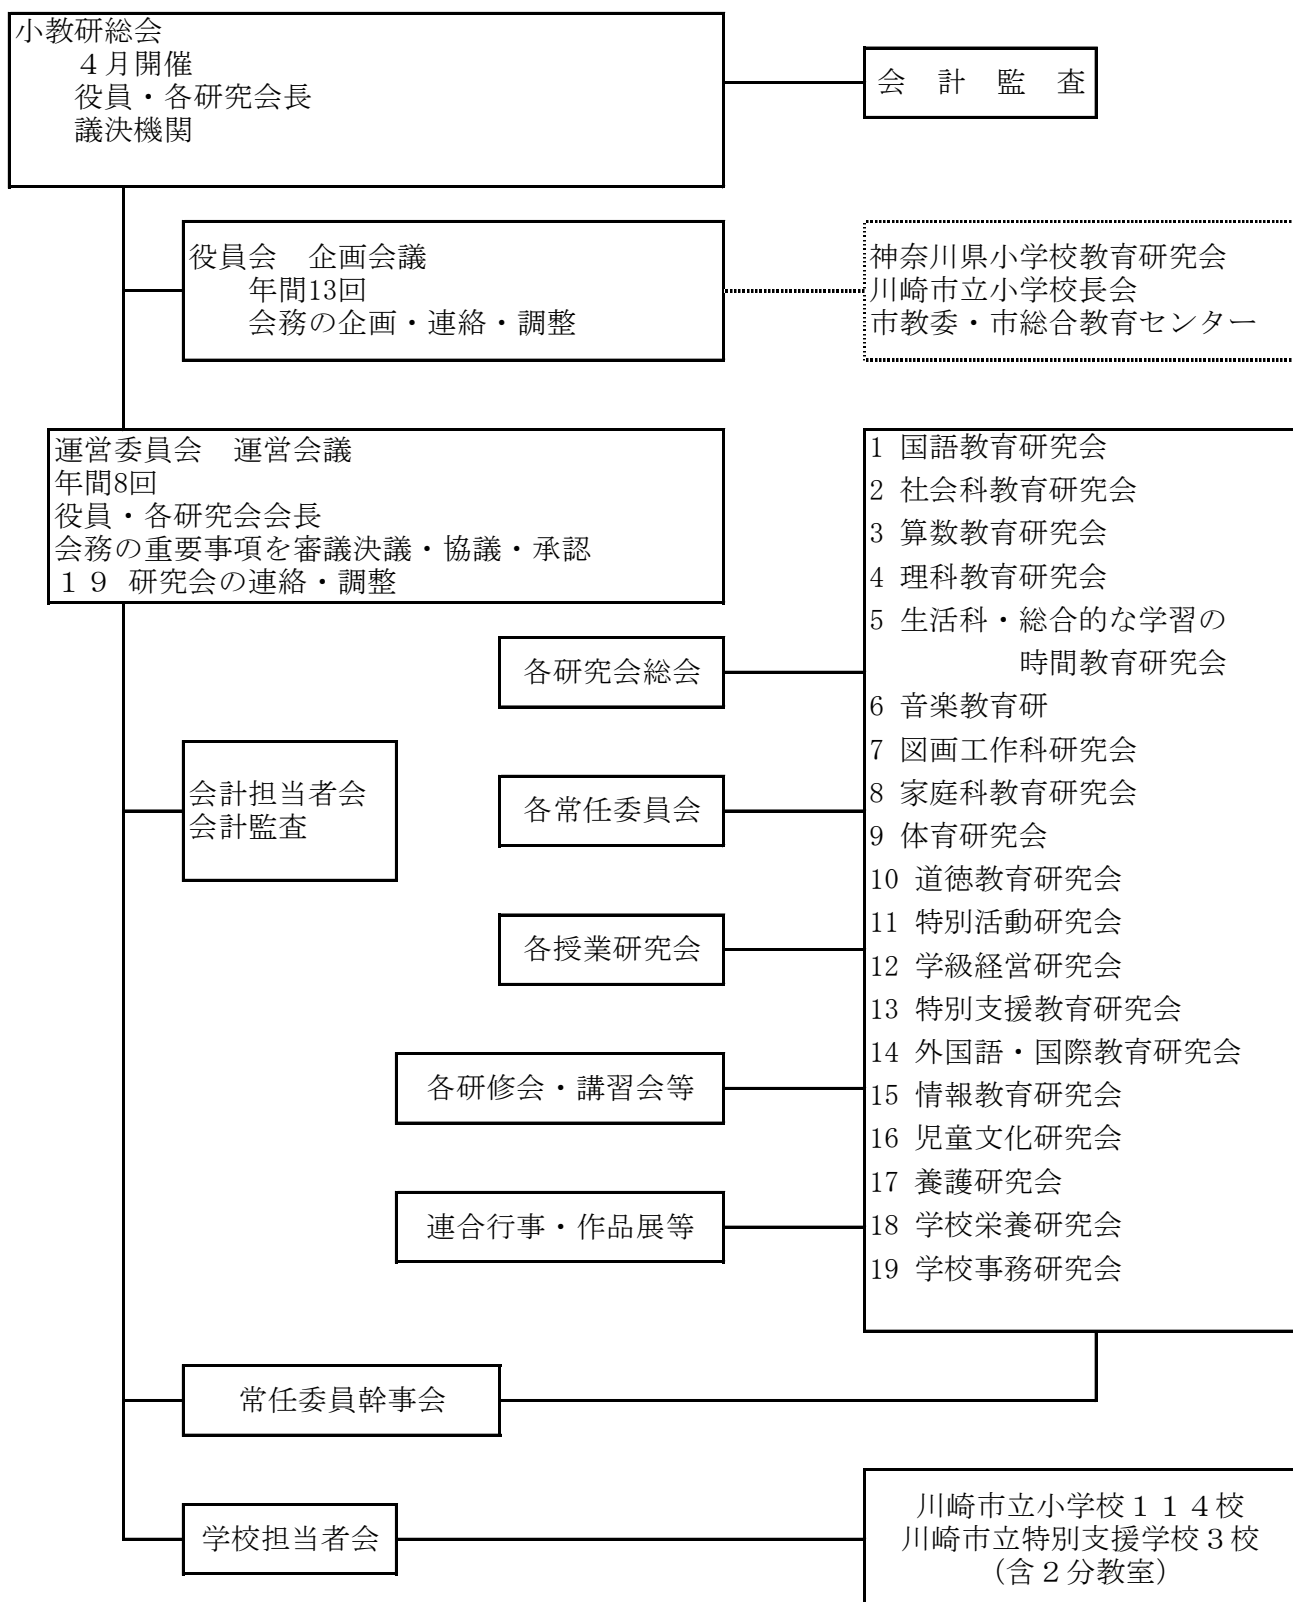 小教研総会
４月開催
役員・各研究会長
議決機関
会　計　監　査
役員会　企画会議
年間13回
会務の企画・連絡・調整
神奈川県小学校教育研究会
川崎市立小学校長会
市教委・市総合教育センター
運営委員会　運営会議
年間8回
役員・各研究会会長
会務の重要事項を審議決議・協議・承認
１９ 研究会の連絡・調整
1 国語教育研究会
2 社会科教育研究会
3 算数教育研究会
4 理科教育研究会
5 生活科・総合的な学習の
時間教育研究会
6 音楽教育研
7 図画工作科研究会
8 家庭科教育研究会
9 体育研究会
10 道徳教育研究会
11 特別活動研究会
12 学級経営研究会
13 特別支援教育研究会
14 外国語・国際教育研究会
15 情報教育研究会
16 児童文化研究会
17 養護研究会
18 学校栄養研究会
19 学校事務研究会
各研究会総会
会計担当者会
会計監査
各常任委員会
各授業研究会
各研修会・講習会等
連合行事・作品展等
常任委員幹事会
学校担当者会
川崎市立小学校１１４校
川崎市立特別支援学校３校
（含２分教室）